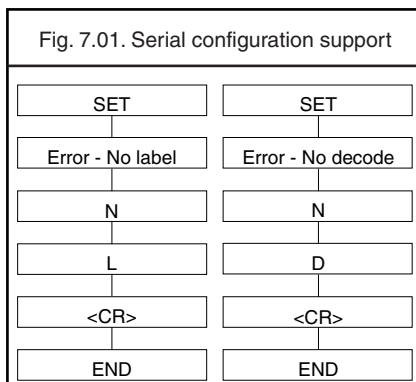 Fig. 7.01. Serial configuration support
SET SET
Error - No label Error - No decode
N N
L D
<CR> <CR>
END END